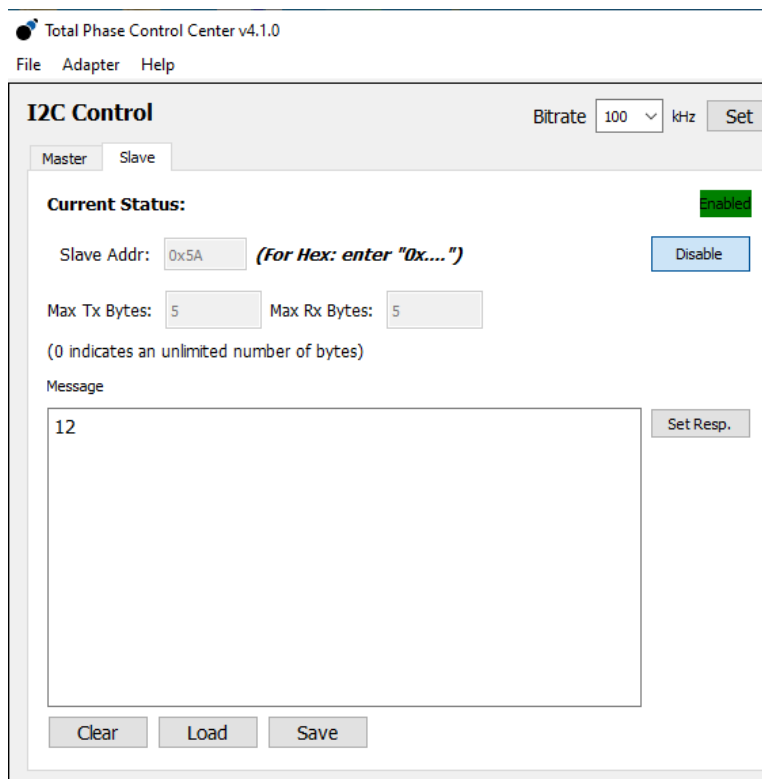 Total Phase Control Center v4.1.0
File Adapter Help
I2C Control
Bitrate 100 kHz Set
Master Slave
Current Status: Enabled
Slave Addr: 0x5A (For Hex: enter "0x....") Disable
Max Tx Bytes: 5 Max Rx Bytes: 5
(0 indicates an unlimited number of bytes)
Message
12 Set Resp.
Clear Load Save